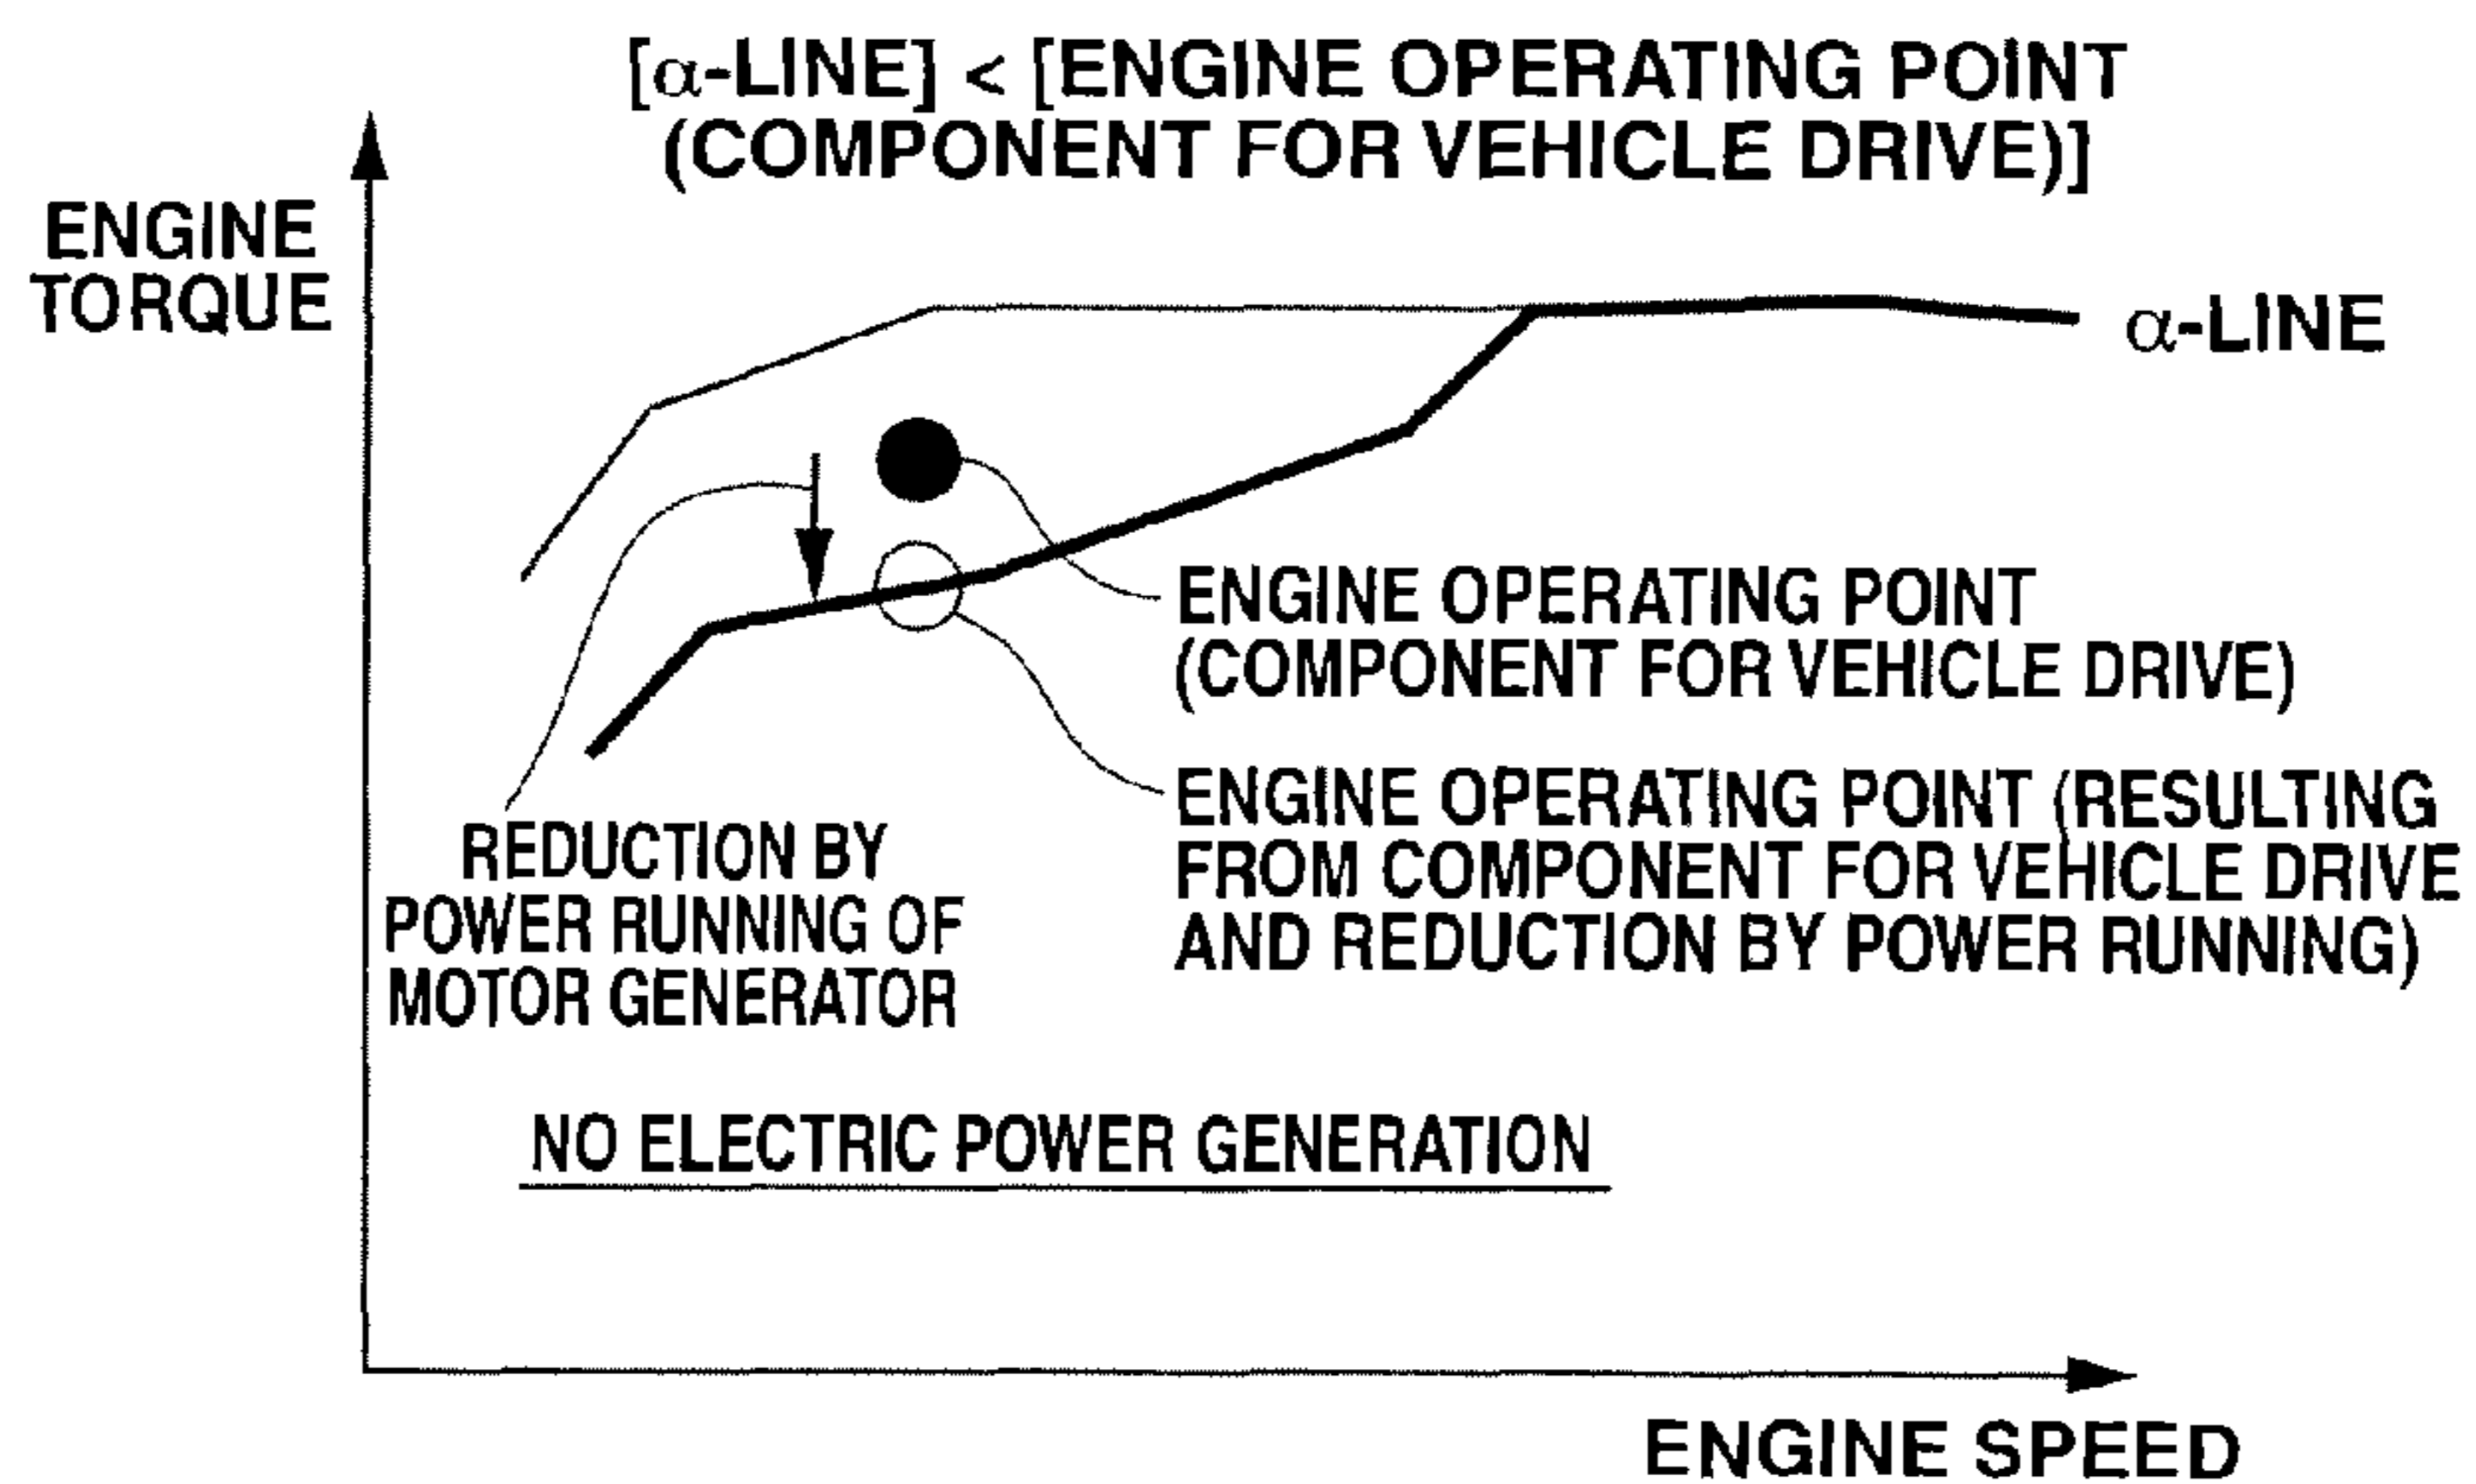 [α-LINE] < [ENGINE OPERATING POINT
(COMPONENT FOR VEHICLE DRIVE)]
ENGINE
TORQUE
α-LINE
ENGINE OPERATING POINT
(COMPONENT FOR VEHICLE DRIVE)
ENGINE OPERATING POINT (RESULTING
FROM COMPONENT FOR VEHICLE DRIVE
AND REDUCTION BY POWER RUNNING)
REDUCTION BY
POWER RUNNING OF
MOTOR GENERATOR
NO ELECTRIC POWER GENERATION
ENGINE SPEED